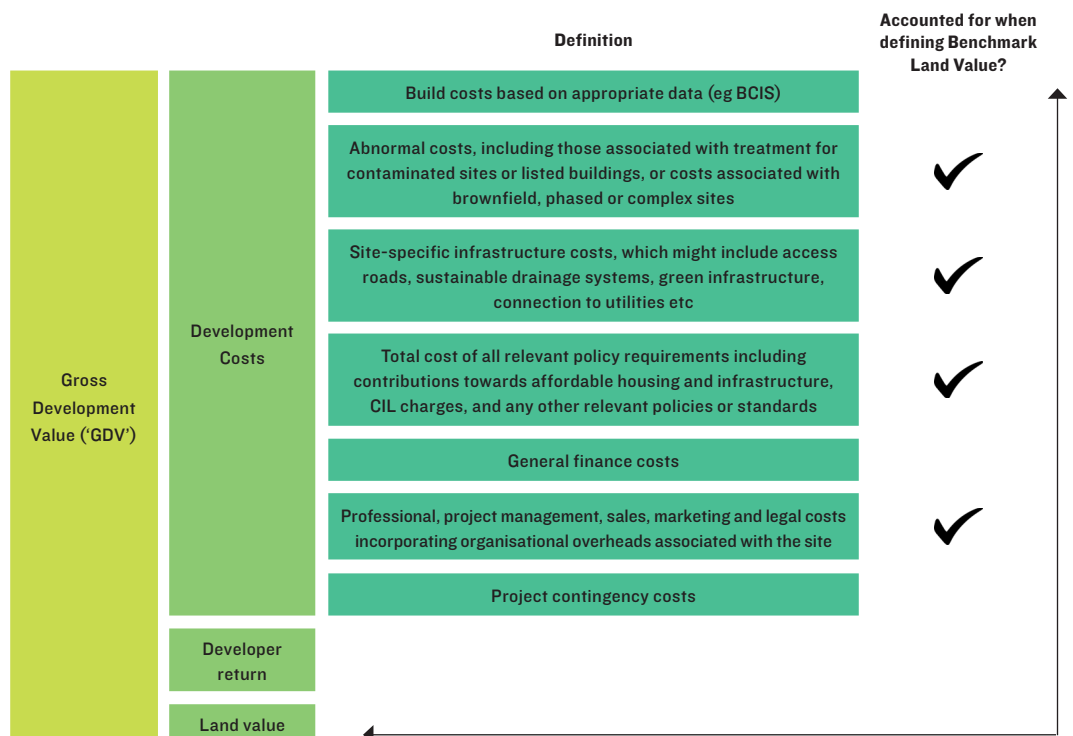 Definition
Accounted for when
defining Benchmark
Land Value?
Gross
Development
Value (‘GDV’)
Development
Costs
Build costs based on appropriate data (eg BCIS)
Abnormal costs, including those associated with treatment for
contaminated sites or listed buildings, or costs associated with
brownfield, phased or complex sites
Site-specific infrastructure costs, which might include access
roads, sustainable drainage systems, green infrastructure,
connection to utilities etc
Total cost of all relevant policy requirements including
contributions towards affordable housing and infrastructure,
CIL charges, and any other relevant policies or standards
General finance costs
Professional, project management, sales, marketing and legal costs
incorporating organisational overheads associated with the site
Project contingency costs
Developer
return
Land value